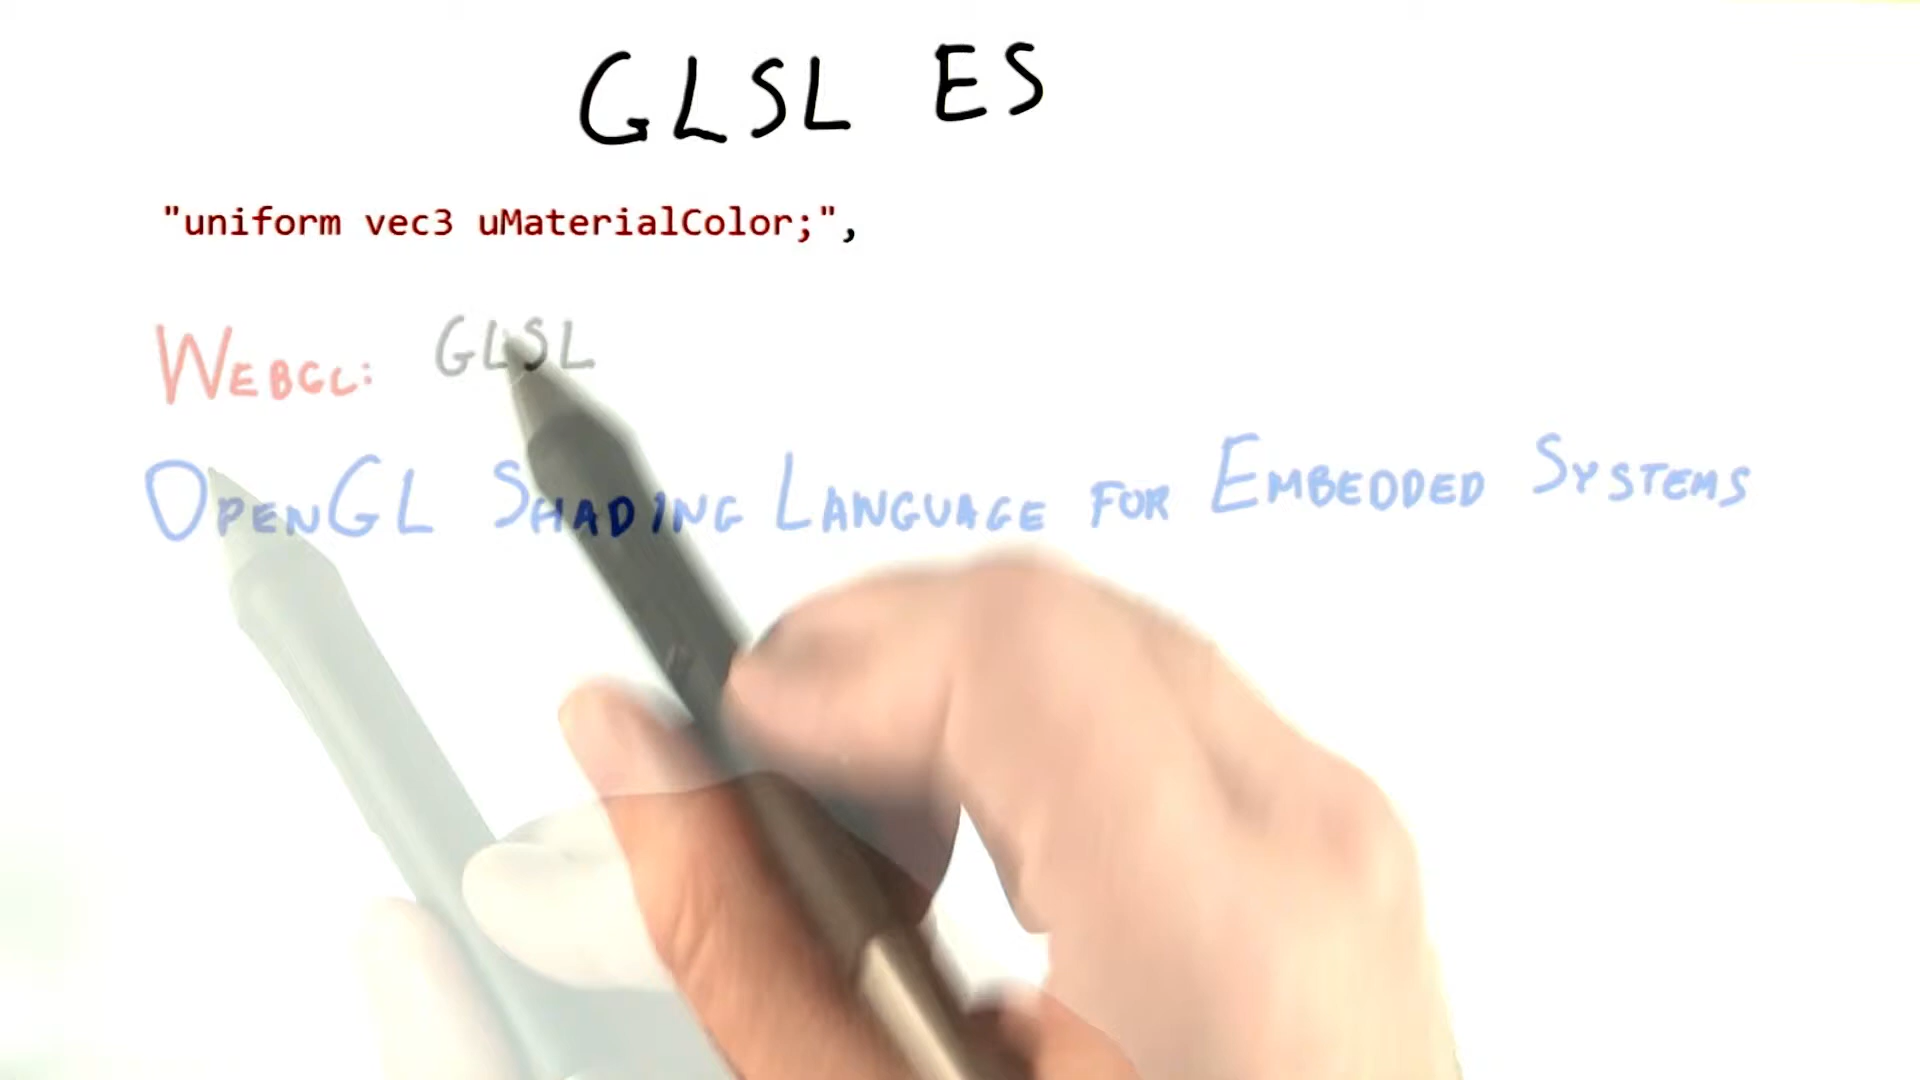 GLSL ES
"uniform vec3 uMaterialColor;",
WEBGL: GLSL
OPENGL SHADING LANGUAGE FOR EMBEDDED SYSTEMS